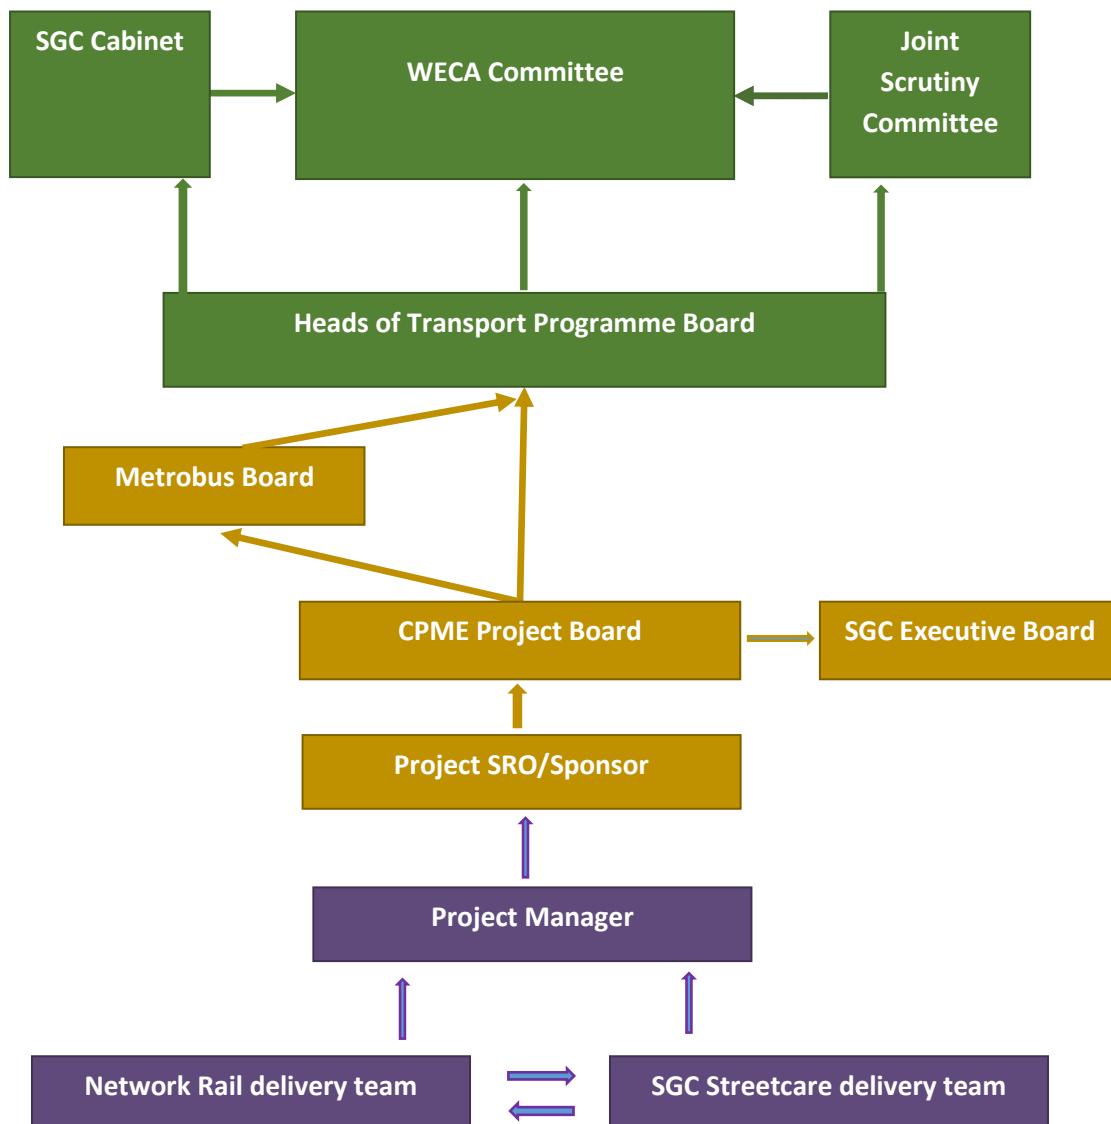 SGC Cabinet
WECA Committee
Joint
Scrutiny
Committee
Heads of Transport Programme Board
Metrobus Board
CPME Project Board
SGC Executive Board
Project SRO/Sponsor
Project Manager
Network Rail delivery team
SGC Streetcare delivery team